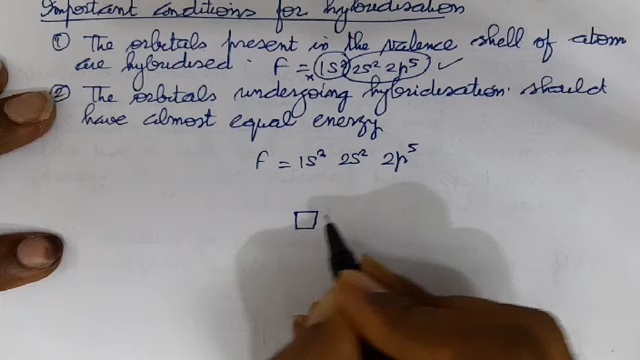 Important conditions for hybridisation
① The orbitals present in the valence shell of atom
are hybridised. F = 1S² 2S² 2p⁵ ✓
② The orbitals undergoing hybridisation should
have almost equal energy
F = 1S² 2S² 2p⁵